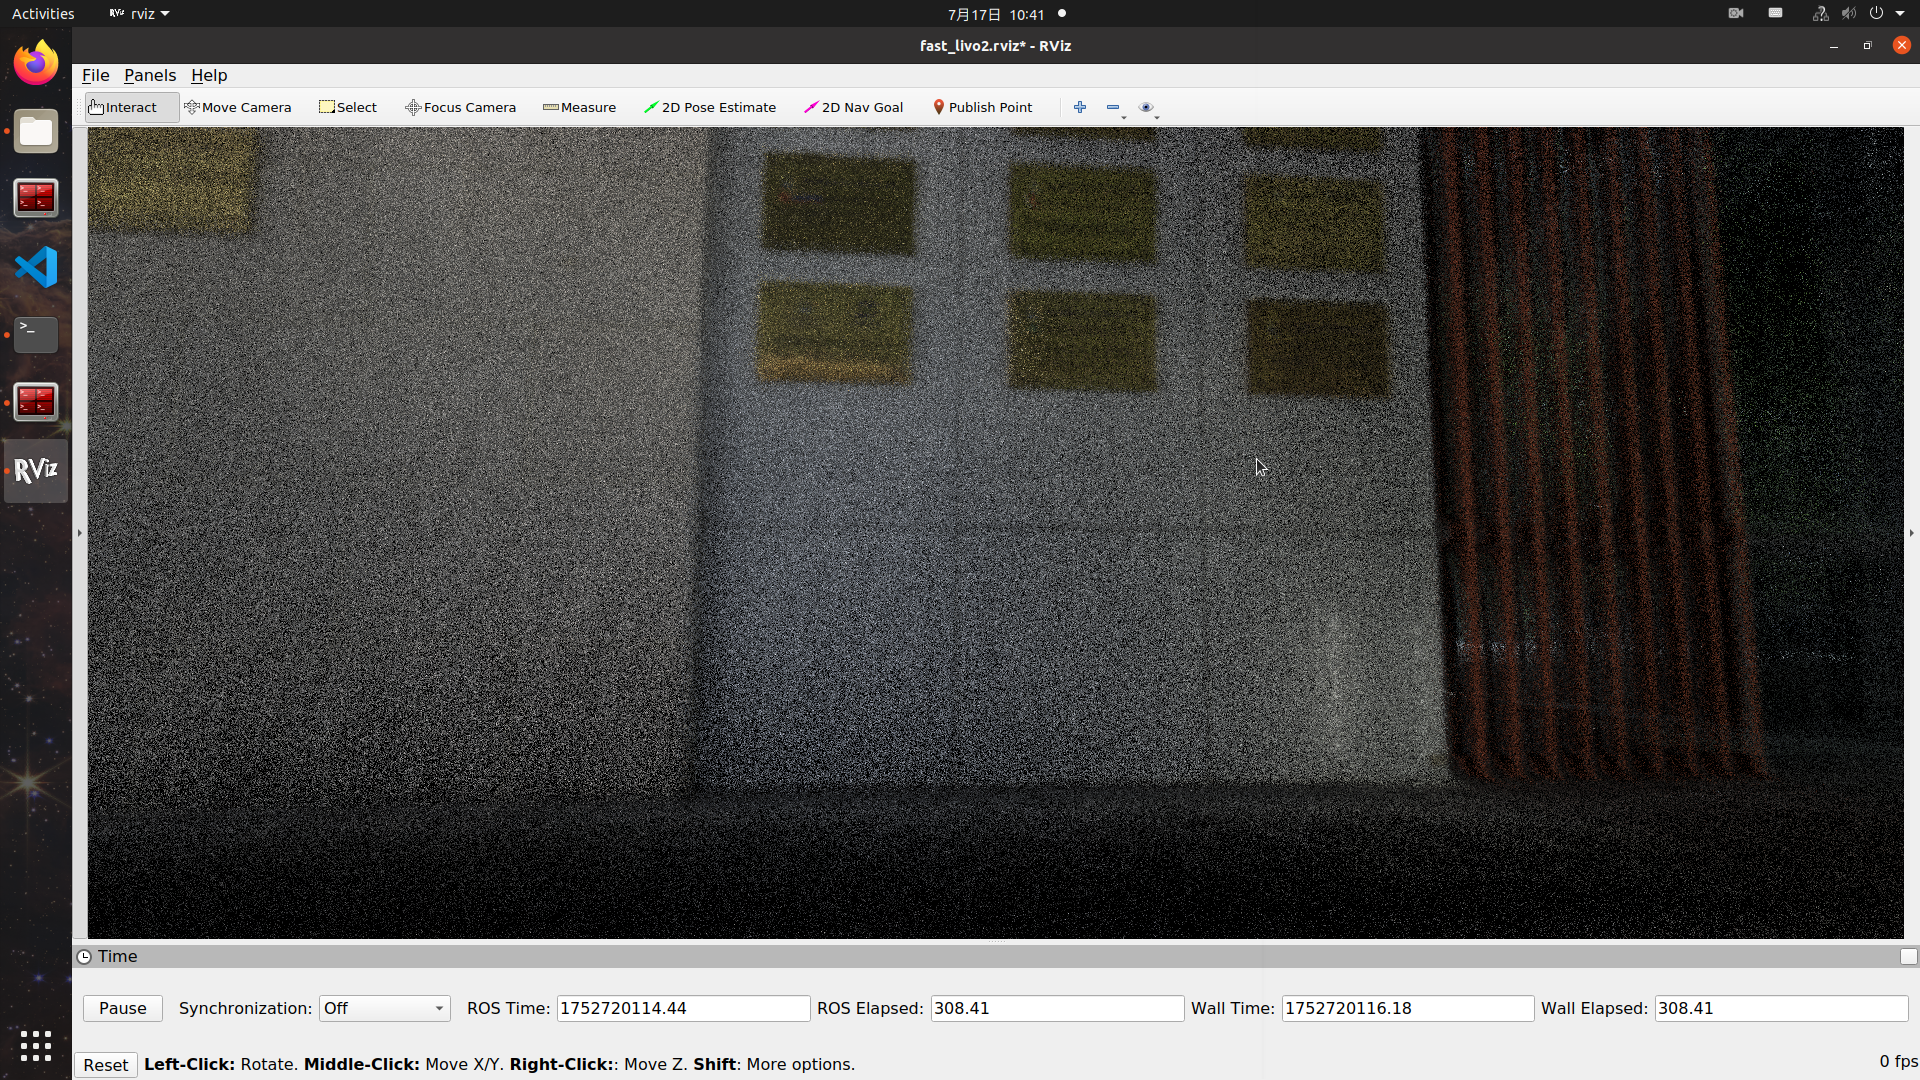 Activities
RViz rviz
7月17日 10:41
fast_livo2.rviz* - RViz
File Panels Help
Interact Move Camera Select Focus Camera Measure 2D Pose Estimate 2D Nav Goal Publish Point
>_
RViz
Time
Pause Synchronization: Off ROS Time: 1752720114.44 ROS Elapsed: 308.41 Wall Time: 1752720116.18 Wall Elapsed: 308.41
Reset Left-Click: Rotate. Middle-Click: Move X/Y. Right-Click:: Move Z. Shift: More options. 0 fps